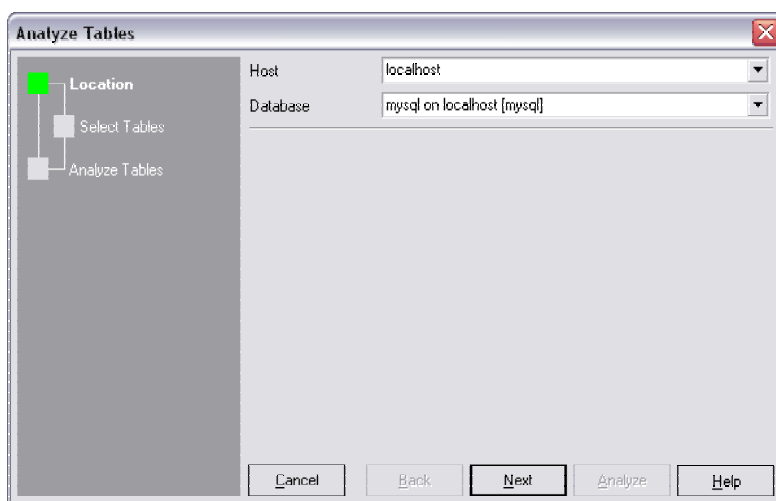 Analyze Tables
Location
Select Tables
Analyze Tables
Host
localhost
Database
mysql on localhost [mysql]
Cancel
Back
Next
Analyze
Help